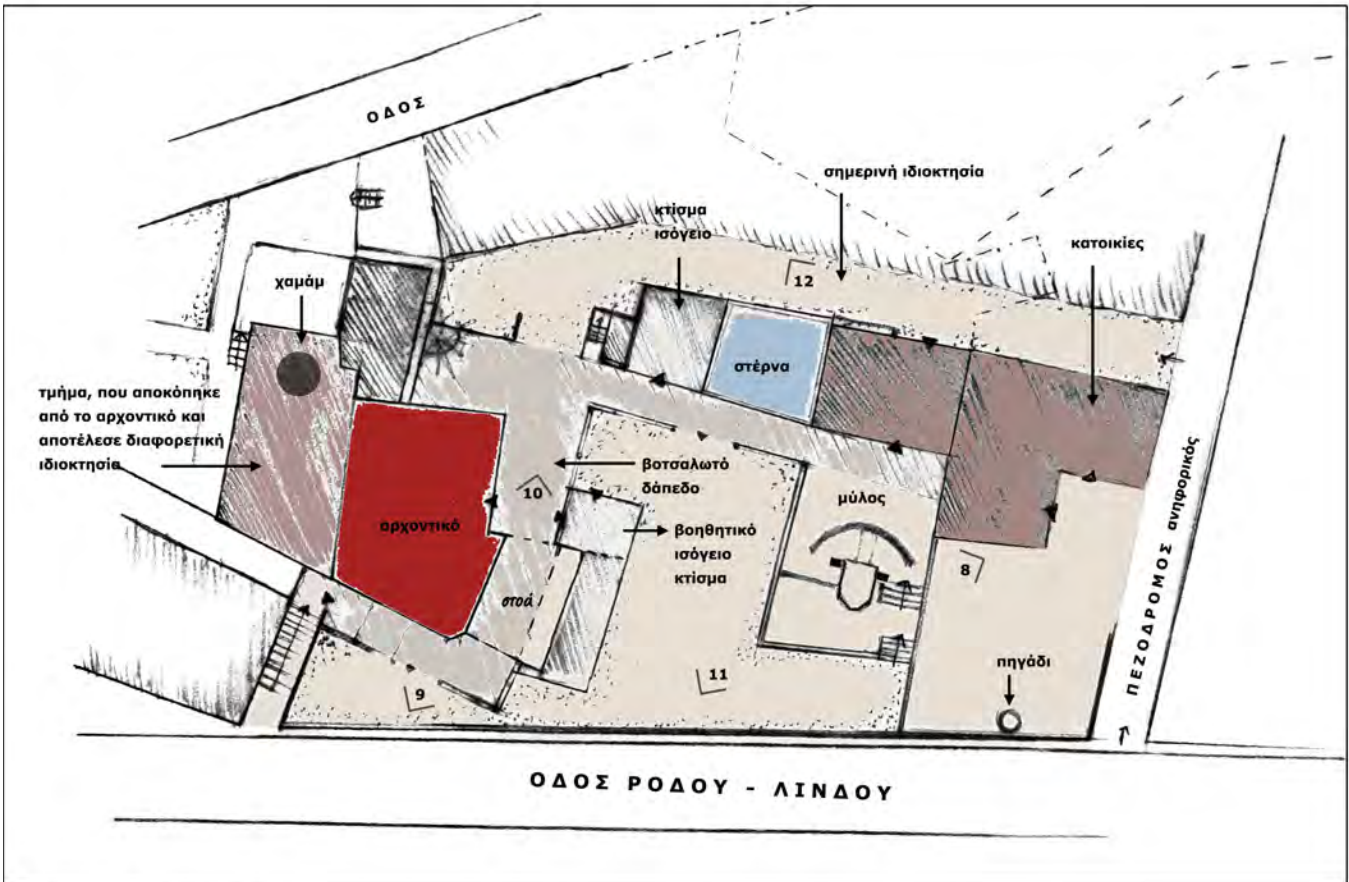 ΟΔΟΣ
σημερινή ιδιοκτησία
κτίσμα
ισόγειο
κατοικίες
12
χαμάμ
στέρνα
τμήμα, που αποκόπηκε
από το αρχοντικό και
αποτέλεσε διαφορετική
ιδιοκτησία
βοτσαλωτό
δάπεδο
10
μύλος
αρχοντικό
βοηθητικό
ισόγειο
κτίσμα
8
στοά
ΠΕΖΟΔΡΟΜΟΣ ανηφορικός
πηγάδι
9
11
ΟΔΟΣ ΡΟΔΟΥ - ΛΙΝΔΟΥ